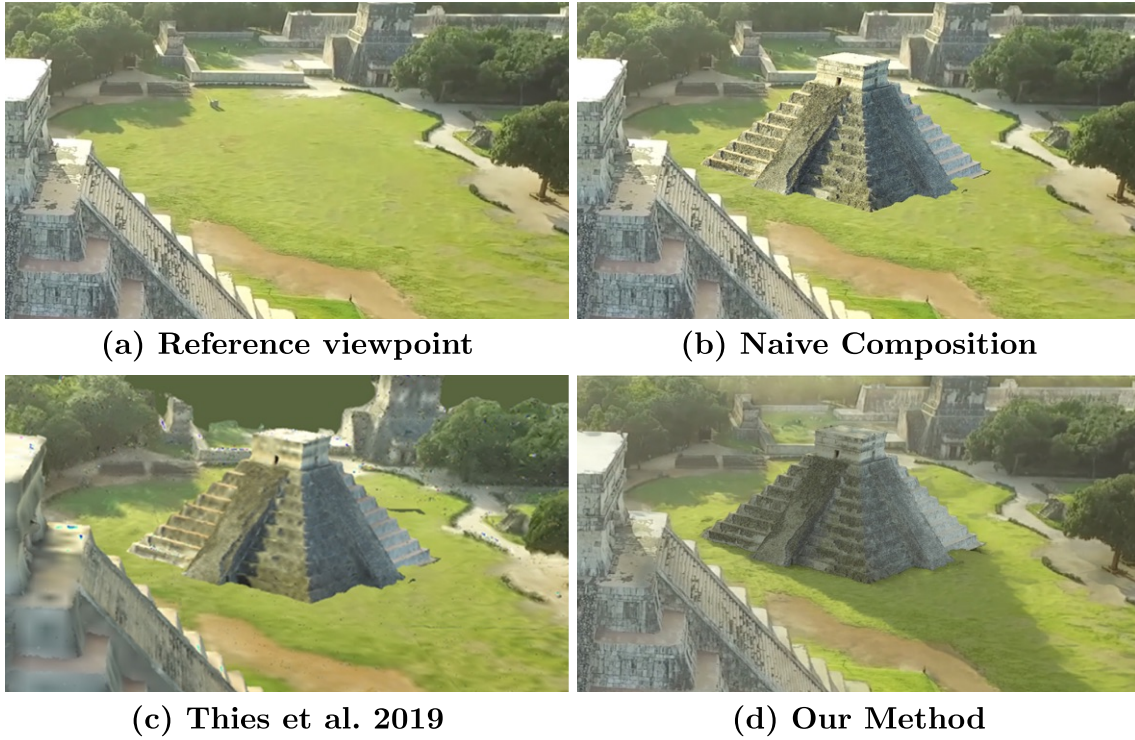 (a) Reference viewpoint
(b) Naive Composition
(c) Thies et al. 2019
(d) Our Method